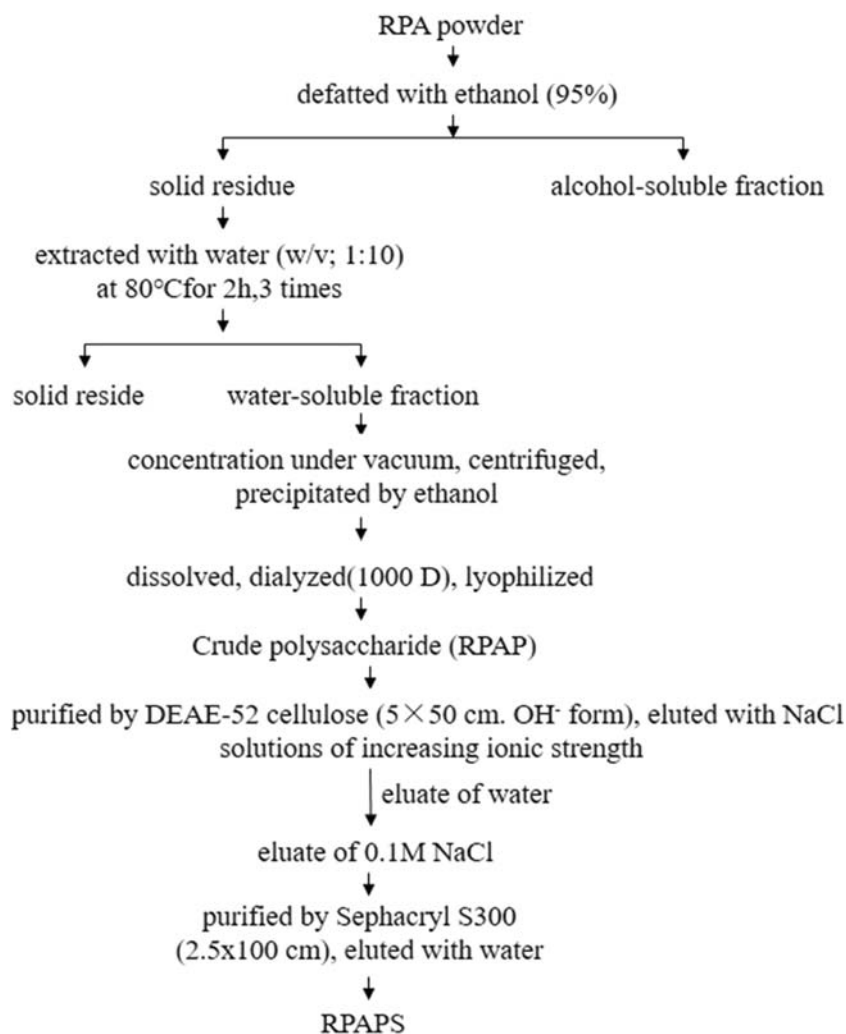 RPA powder
defatted with ethanol (95%)
solid residue
alcohol-soluble fraction
extracted with water (w/v; 1:10)
at 80°Cfor 2h,3 times
solid reside
water-soluble fraction
concentration under vacuum, centrifuged,
precipitated by ethanol
dissolved, dialyzed(1000 D), lyophilized
Crude polysaccharide (RPAP)
purified by DEAE-52 cellulose (5×50 cm. OH⁻ form), eluted with NaCl
solutions of increasing ionic strength
eluate of water
eluate of 0.1M NaCl
purified by Sephacryl S300
(2.5x100 cm), eluted with water
RPAPS